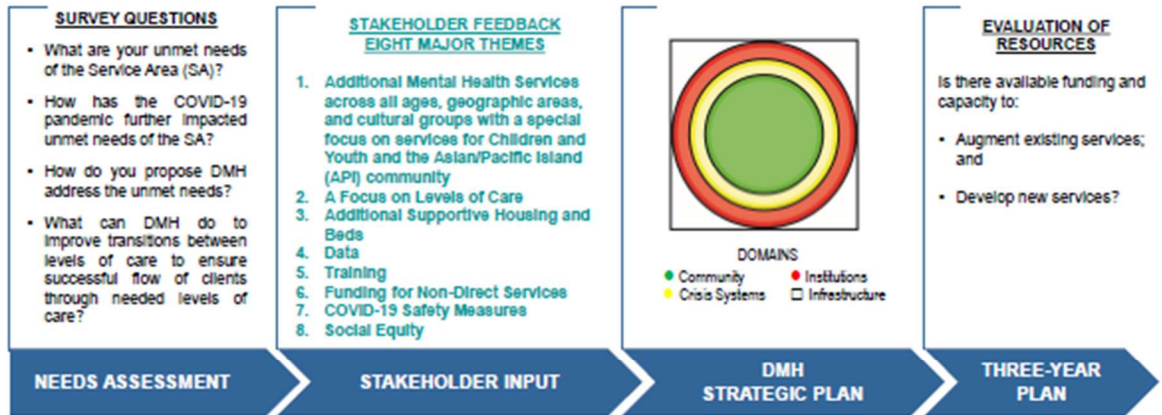 SURVEY QUESTIONS
• What are your unmet needs
of the Service Area (SA)?
• How has the COVID-19
pandemic further impacted
unmet needs of the SA?
• How do you propose DMH
address the unmet needs?
• What can DMH do to
improve transitions between
levels of care to ensure
successful flow of clients
through needed levels of
care?
NEEDS ASSESSMENT
STAKEHOLDER FEEDBACK
EIGHT MAJOR THEMES
1. Additional Mental Health Services
across all ages, geographic areas,
and cultural groups with a special
focus on services for Children and
Youth and the Asian/Pacific Island
(API) community
2. A Focus on Levels of Care
3. Additional Supportive Housing and
Beds
4. Data
5. Training
6. Funding for Non-Direct Services
7. COVID-19 Safety Measures
8. Social Equity
STAKEHOLDER INPUT
DOMAINS
Community Institutions
Crisis Systems Infrastructure
DMH
STRATEGIC PLAN
EVALUATION OF
RESOURCES
Is there available funding and
capacity to:
• Augment existing services;
and
• Develop new services?
THREE-YEAR
PLAN